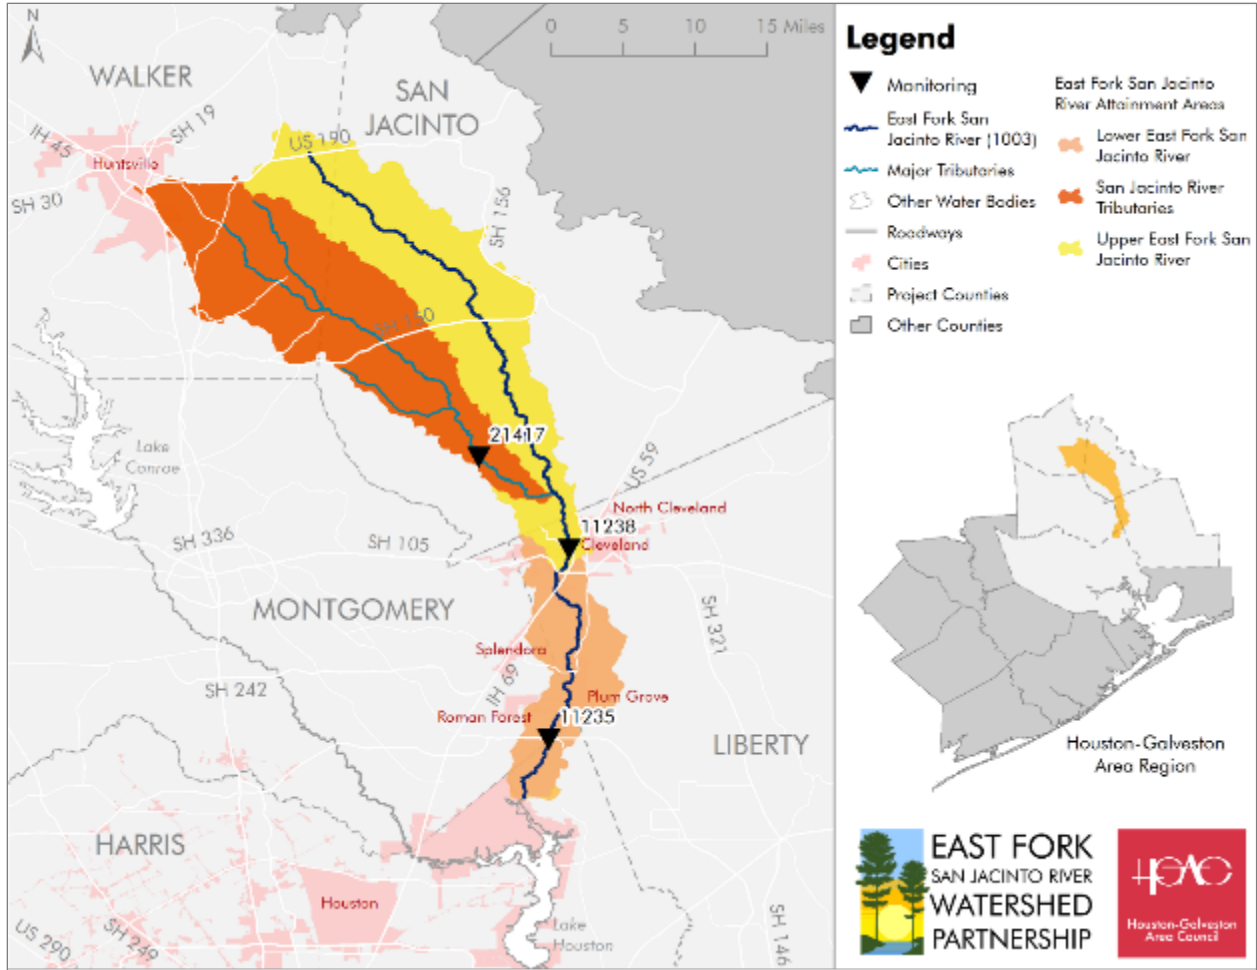 N
0 5 10 15 Miles
WALKER
SAN
JACINTO
IH 45
SH 19
US 190
Huntsville
SH 30
SH 156
SH 150
21417
Lake
Conroe
US 59
North Cleveland
11238
Cleveland
SH 336
SH 105
MONTGOMERY
SH 321
Splendora
IH 69
SH 242
Plum Grove
Roman Forest
11235
LIBERTY
HARRIS
Houston
Lake
Houston
US 290
SH 249
SH 146
Legend
Monitoring
East Fork San
Jacinto River (1003)
Major Tributaries
Other Water Bodies
Roadways
Cities
Project Counties
Other Counties
East Fork San Jacinto
River Attainment Areas
Lower East Fork San
Jacinto River
San Jacinto River
Tributaries
Upper East Fork San
Jacinto River
Houston-Galveston
Area Region
EAST FORK
SAN JACINTO RIVER
WATERSHED
PARTNERSHIP
Houston-Galveston
Area Council